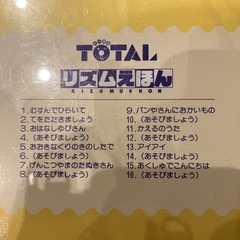 TOTAL
リズムえほん
RIZUMUEHON
1. むすんでひらいて
2. てをたたきましょう
3. おはなしゆびさん
4. (あそびましょう)
5. おおきなくりのきのしたで
6. (あそびましょう)
7. げんこつやまのたぬきさん
8. (あそびましょう)
9. パンやさんにおかいもの
10. (あそびましょう)
11. かえるのうた
12. (あそびましょう)
13. アイアイ
14. (あそびましょう)
15. あくしゅでこんにちは
16. (あそびましょう)